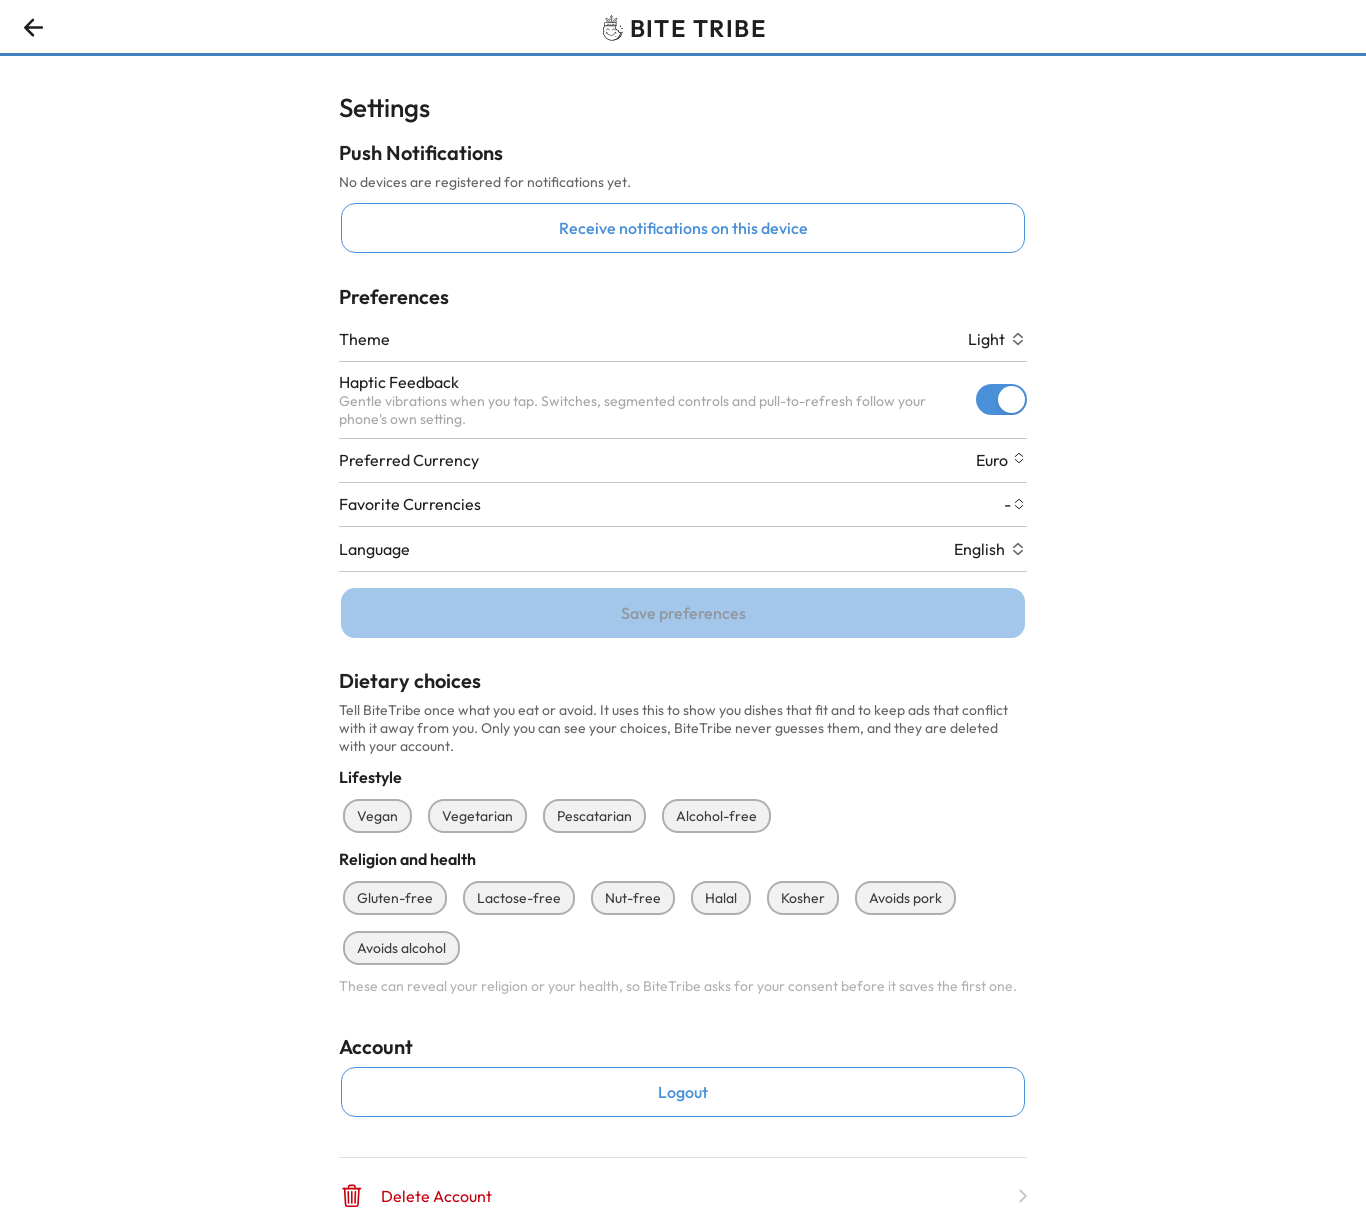 BITE TRIBE
Settings
Push Notifications
No devices are registered for notifications yet.
Receive notifications on this device
Preferences
Theme
Light
Haptic Feedback
Gentle vibrations when you tap. Switches, segmented controls and pull-to-refresh follow your
phone's own setting.
Preferred Currency
Euro
Favorite Currencies
-
Language
English
Save preferences
Dietary choices
Tell BiteTribe once what you eat or avoid. It uses this to show you dishes that fit and to keep ads that conflict
with it away from you. Only you can see your choices, BiteTribe never guesses them, and they are deleted
with your account.
Lifestyle
Vegan
Vegetarian
Pescatarian
Alcohol-free
Religion and health
Gluten-free
Lactose-free
Nut-free
Halal
Kosher
Avoids pork
Avoids alcohol
These can reveal your religion or your health, so BiteTribe asks for your consent before it saves the first one.
Account
Logout
Delete Account